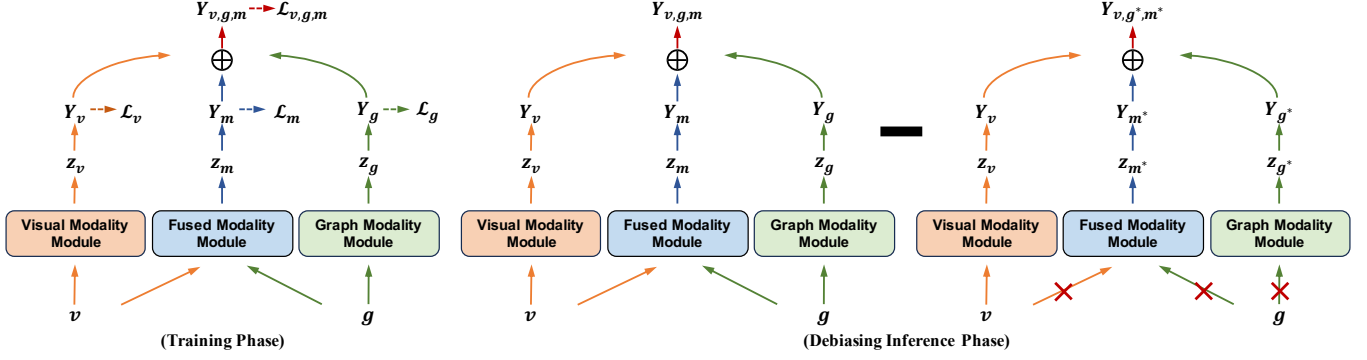 Y_{v,g,m} ℒ_{v,g,m} Y_{v,g,m} Y_{v,g*,m*}
Y_v ℒ_v Y_m ℒ_m Y_g ℒ_g Y_v Y_m Y_g Y_v Y_{m*} Y_{g*}
z_v z_m z_g z_v z_m z_g z_v z_{m*} z_{g*}
Visual Modality Fused Modality Graph Modality Visual Modality Fused Modality Graph Modality Visual Modality Fused Modality Graph Modality
Module Module Module Module Module Module Module Module Module
v g v g v g
(Training Phase) (Debiasing Inference Phase)